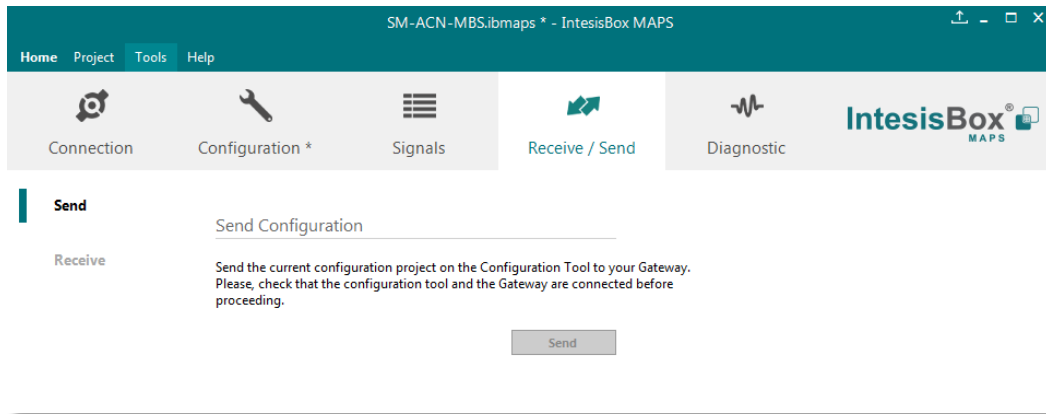 SM-ACN-MBS.ibmaps * - IntesisBox MAPS
Home Project Tools Help
Connection Configuration * Signals Receive / Send Diagnostic
IntesisBox®
MAPS
Send
Send Configuration
Receive
Send the current configuration project on the Configuration Tool to your Gateway.
Please, check that the configuration tool and the Gateway are connected before
proceeding.
Send